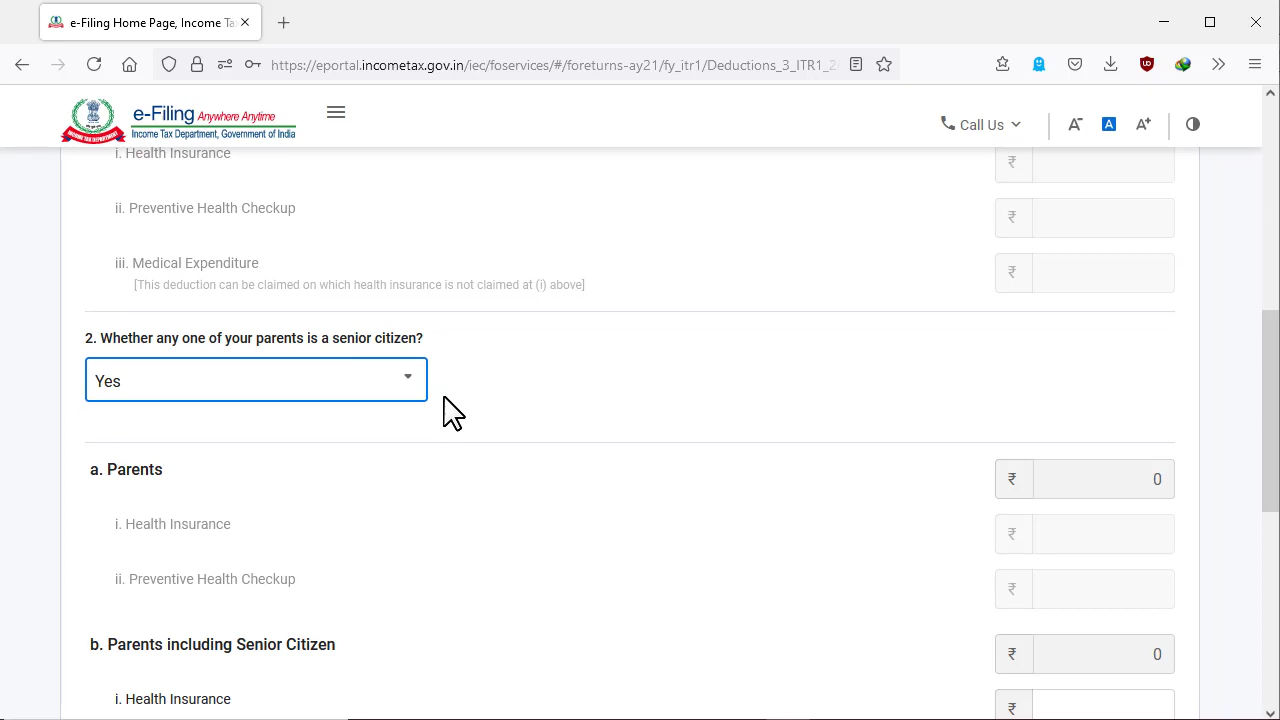 e-Filing Home Page, Income Ta
https://eportal.incometax.gov.in/iec/foservices/#/foreturns-ay21/fy_itr1/Deductions_3_ITR1_2
e-Filing Anywhere Anytime
Income Tax Department, Government of India
Call Us
A-
A
A+
i. Health Insurance
₹
ii. Preventive Health Checkup
₹
iii. Medical Expenditure
₹
[This deduction can be claimed on which health insurance is not claimed at (i) above]
2. Whether any one of your parents is a senior citizen?
Yes
a. Parents
₹ 0
i. Health Insurance
₹
ii. Preventive Health Checkup
₹
b. Parents including Senior Citizen
₹ 0
i. Health Insurance
₹